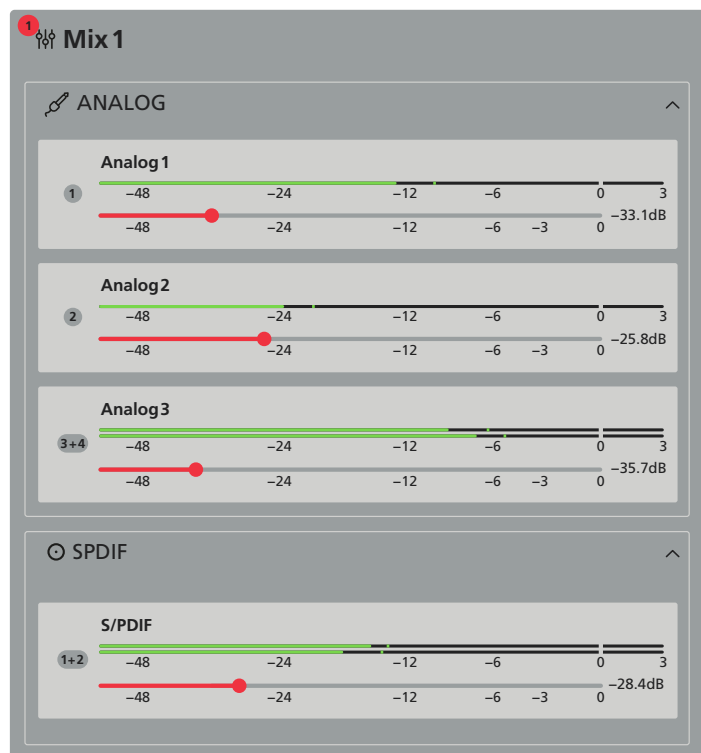 1
Mix 1
ANALOG
Analog 1
1
−48 −24 −12 −6 0 3
−33.1dB
−48 −24 −12 −6 −3 0
Analog 2
2
−48 −24 −12 −6 0 3
−25.8dB
−48 −24 −12 −6 −3 0
Analog 3
3+4
−48 −24 −12 −6 0 3
−35.7dB
−48 −24 −12 −6 −3 0
SPDIF
S/PDIF
1+2
−48 −24 −12 −6 0 3
−28.4dB
−48 −24 −12 −6 −3 0